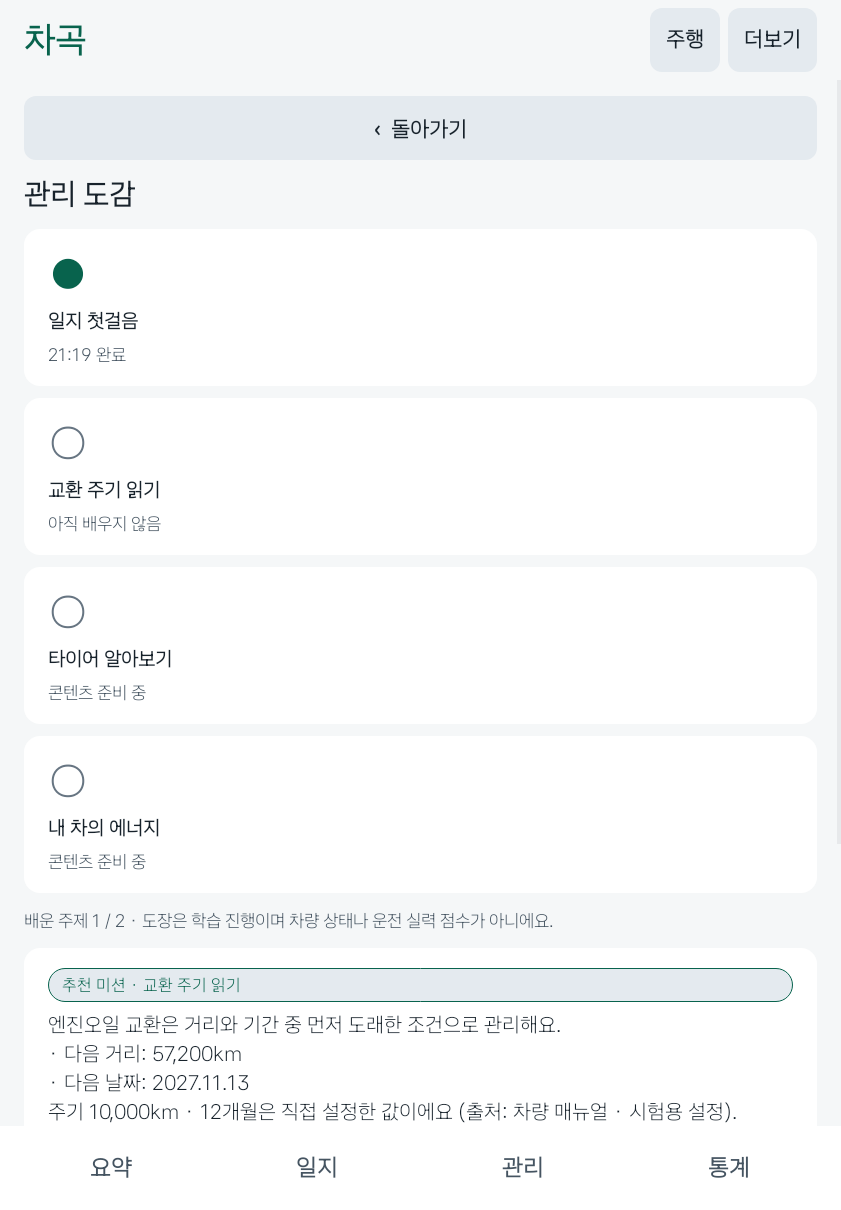 차곡
주행
더보기
‹ 돌아가기
관리 도감
일지 첫걸음
21:19 완료
교환 주기 읽기
아직 배우지 않음
타이어 알아보기
콘텐츠 준비 중
내 차의 에너지
콘텐츠 준비 중
배운 주제 1 / 2 · 도장은 학습 진행이며 차량 상태나 운전 실력 점수가 아니에요.
추천 미션 · 교환 주기 읽기
엔진오일 교환은 거리와 기간 중 먼저 도래한 조건으로 관리해요.
· 다음 거리: 57,200km
· 다음 날짜: 2027.11.13
주기 10,000km · 12개월은 직접 설정한 값이에요 (출처: 차량 매뉴얼 · 시험용 설정).
요약
일지
관리
통계